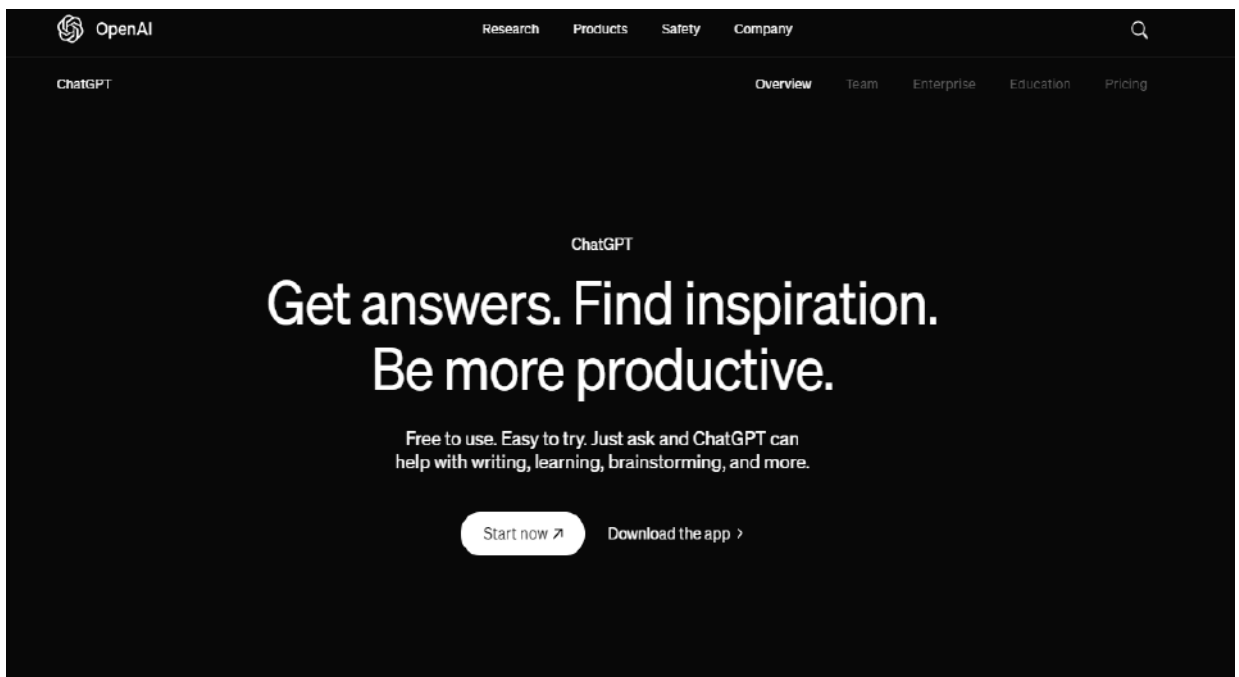 OpenAI
Research Products Safety Company
ChatGPT
Overview Team Enterprise Education Pricing
ChatGPT
Get answers. Find inspiration.
Be more productive.
Free to use. Easy to try. Just ask and ChatGPT can
help with writing, learning, brainstorming, and more.
Start now ↗
Download the app >